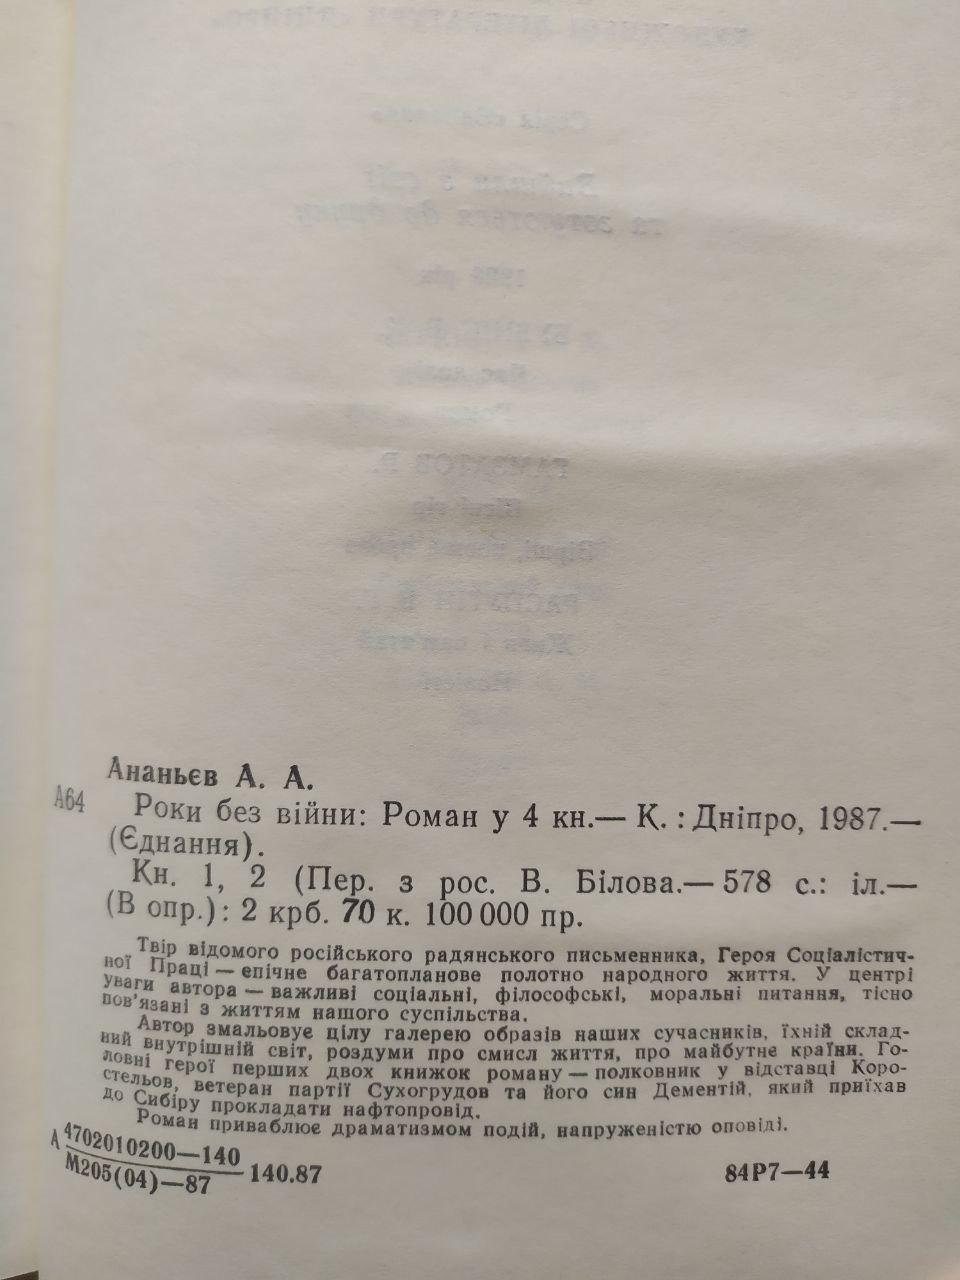 Ананьєв А. А.
А64
Роки без війни: Роман у 4 кн.— К. : Дніпро, 1987.—
(Єднання).
Кн. 1, 2 (Пер. з рос. В. Білова.— 578 с.: іл.—
(В опр.): 2 крб. 70 к. 100 000 пр.
Твір відомого російського радянського письменника, Героя Соціалістич-
ної Праці — епічне багатопланове полотно народного життя. У центрі
уваги автора — важливі соціальні, філософські, моральні питання, тісно
пов'язані з життям нашого суспільства.
Автор змальовує цілу галерею образів наших сучасників, їхній склад-
ний внутрішній світ, роздуми про смисл життя, про майбутнє країни. Го-
ловні герої перших двох книжок роману — полковник у відставці Коро-
стельов, ветеран партії Сухогрудов та його син Дементій, який приїхав
до Сибіру прокладати нафтопровід.
Роман приваблює драматизмом подій, напруженістю оповіді.
А 4702010200—140
М205(04)—87
140.87
84Р7—44